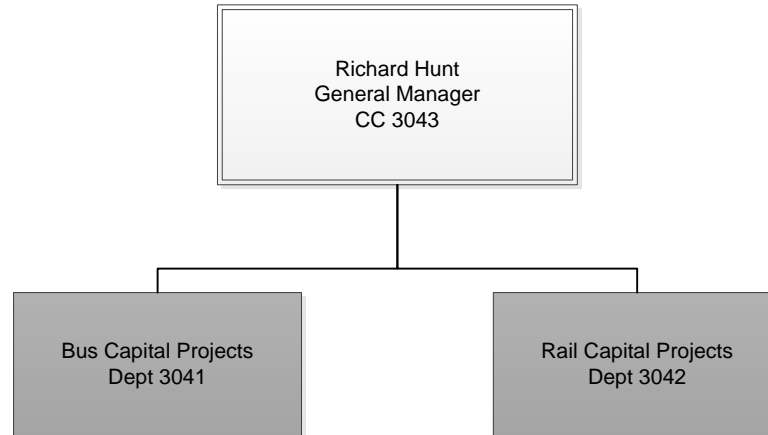 Richard Hunt
General Manager
CC 3043
Bus Capital Projects
Dept 3041
Rail Capital Projects
Dept 3042